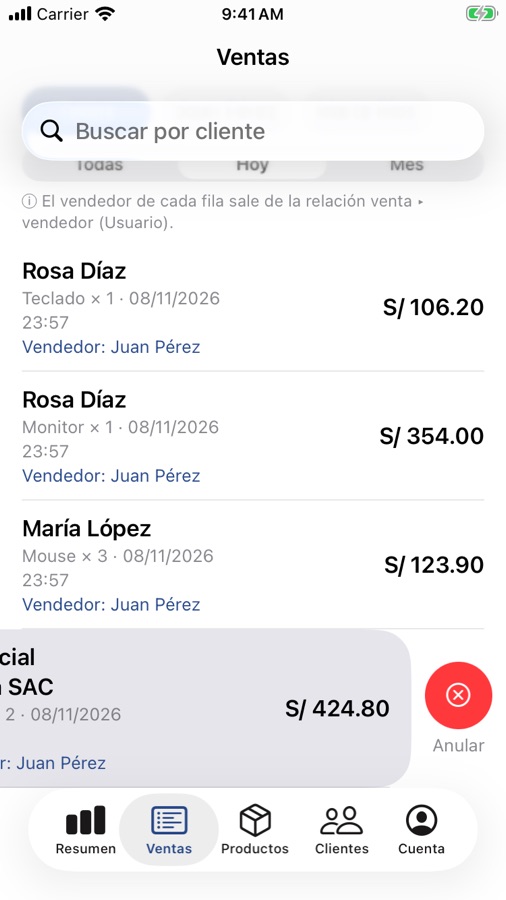 Carrier
9:41 AM
Ventas
Buscar por cliente
Todas
Hoy
Mes
ⓘ El vendedor de cada fila sale de la relación venta ▸
vendedor (Usuario).
Rosa Díaz
Teclado × 1 · 08/11/2026
23:57
Vendedor: Juan Pérez
S/ 106.20
Rosa Díaz
Monitor × 1 · 08/11/2026
23:57
Vendedor: Juan Pérez
S/ 354.00
María López
Mouse × 3 · 08/11/2026
23:57
Vendedor: Juan Pérez
S/ 123.90
cial
SAC
2 · 08/11/2026
r: Juan Pérez
S/ 424.80
Anular
Resumen
Ventas
Productos
Clientes
Cuenta